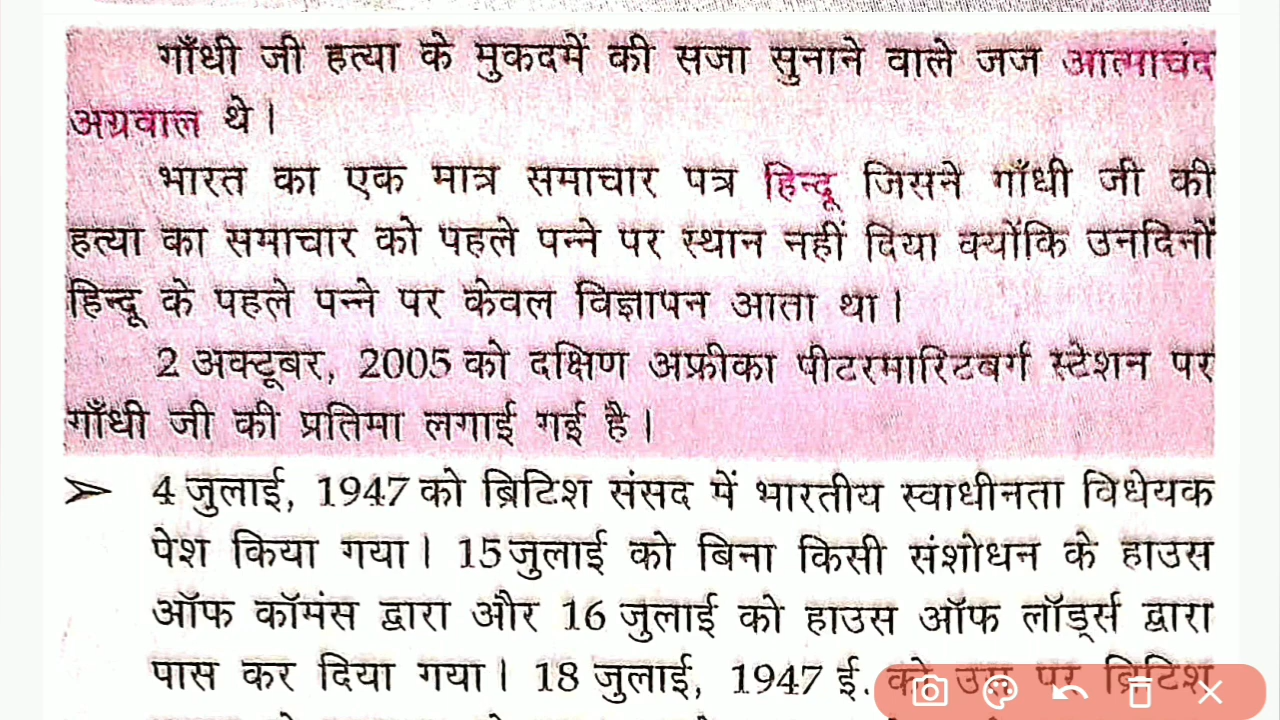 गाँधी जी हत्या के मुकदमें की सजा सुनाने वाले जज आत्माचंद
अग्रवाल थे।
भारत का एक मात्र समाचार पत्र हिन्दू जिसने गाँधी जी की
हत्या का समाचार को पहले पन्ने पर स्थान नहीं दिया क्योंकि उनदिनों
हिन्दू के पहले पन्ने पर केवल विज्ञापन आता था।
2 अक्टूबर, 2005 को दक्षिण अफ्रीका पीटरमारिटबर्ग स्टेशन पर
गाँधी जी की प्रतिमा लगाई गई है।
➢ 4 जुलाई, 1947 को ब्रिटिश संसद में भारतीय स्वाधीनता विधेयक
पेश किया गया। 15 जुलाई को बिना किसी संशोधन के हाउस
ऑफ कॉमंस द्वारा और 16 जुलाई को हाउस ऑफ लॉर्ड्स द्वारा
पास कर दिया गया। 18 जुलाई, 1947 ई. को उस पर ब्रिटिश